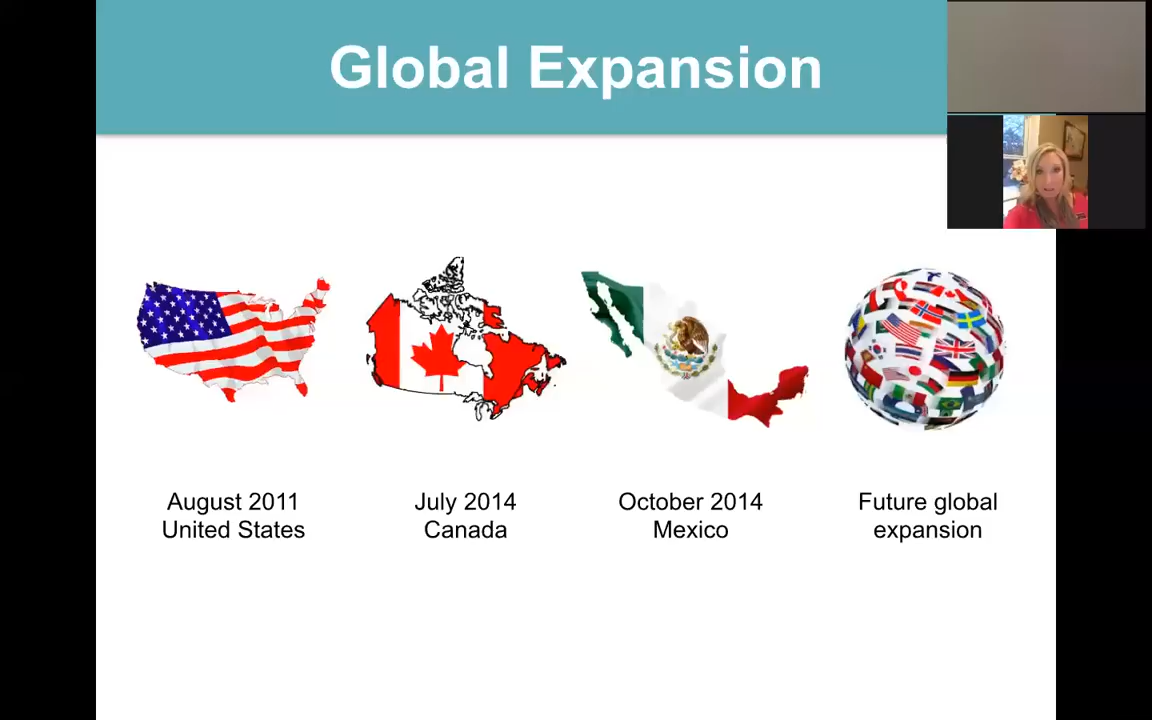 Global Expansion
August 2011
United States
July 2014
Canada
October 2014
Mexico
Future global
expansion